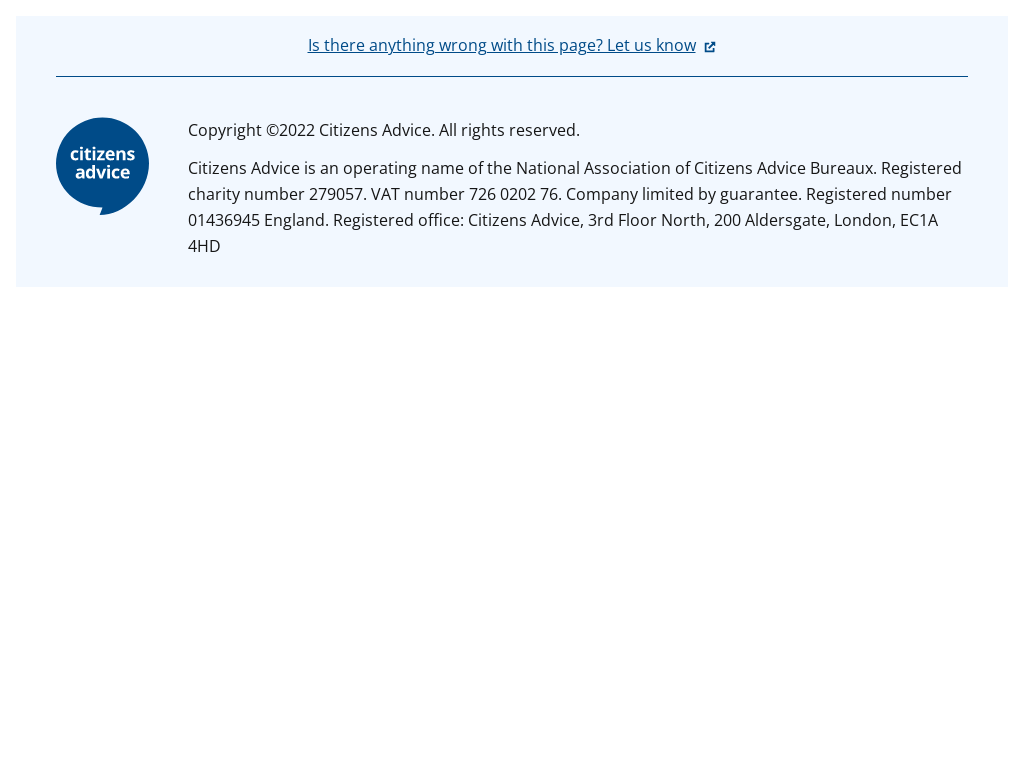 Is there anything wrong with this page? Let us know
citizens
advice
Copyright ©2022 Citizens Advice. All rights reserved.
Citizens Advice is an operating name of the National Association of Citizens Advice Bureaux. Registered
charity number 279057. VAT number 726 0202 76. Company limited by guarantee. Registered number
01436945 England. Registered office: Citizens Advice, 3rd Floor North, 200 Aldersgate, London, EC1A
4HD